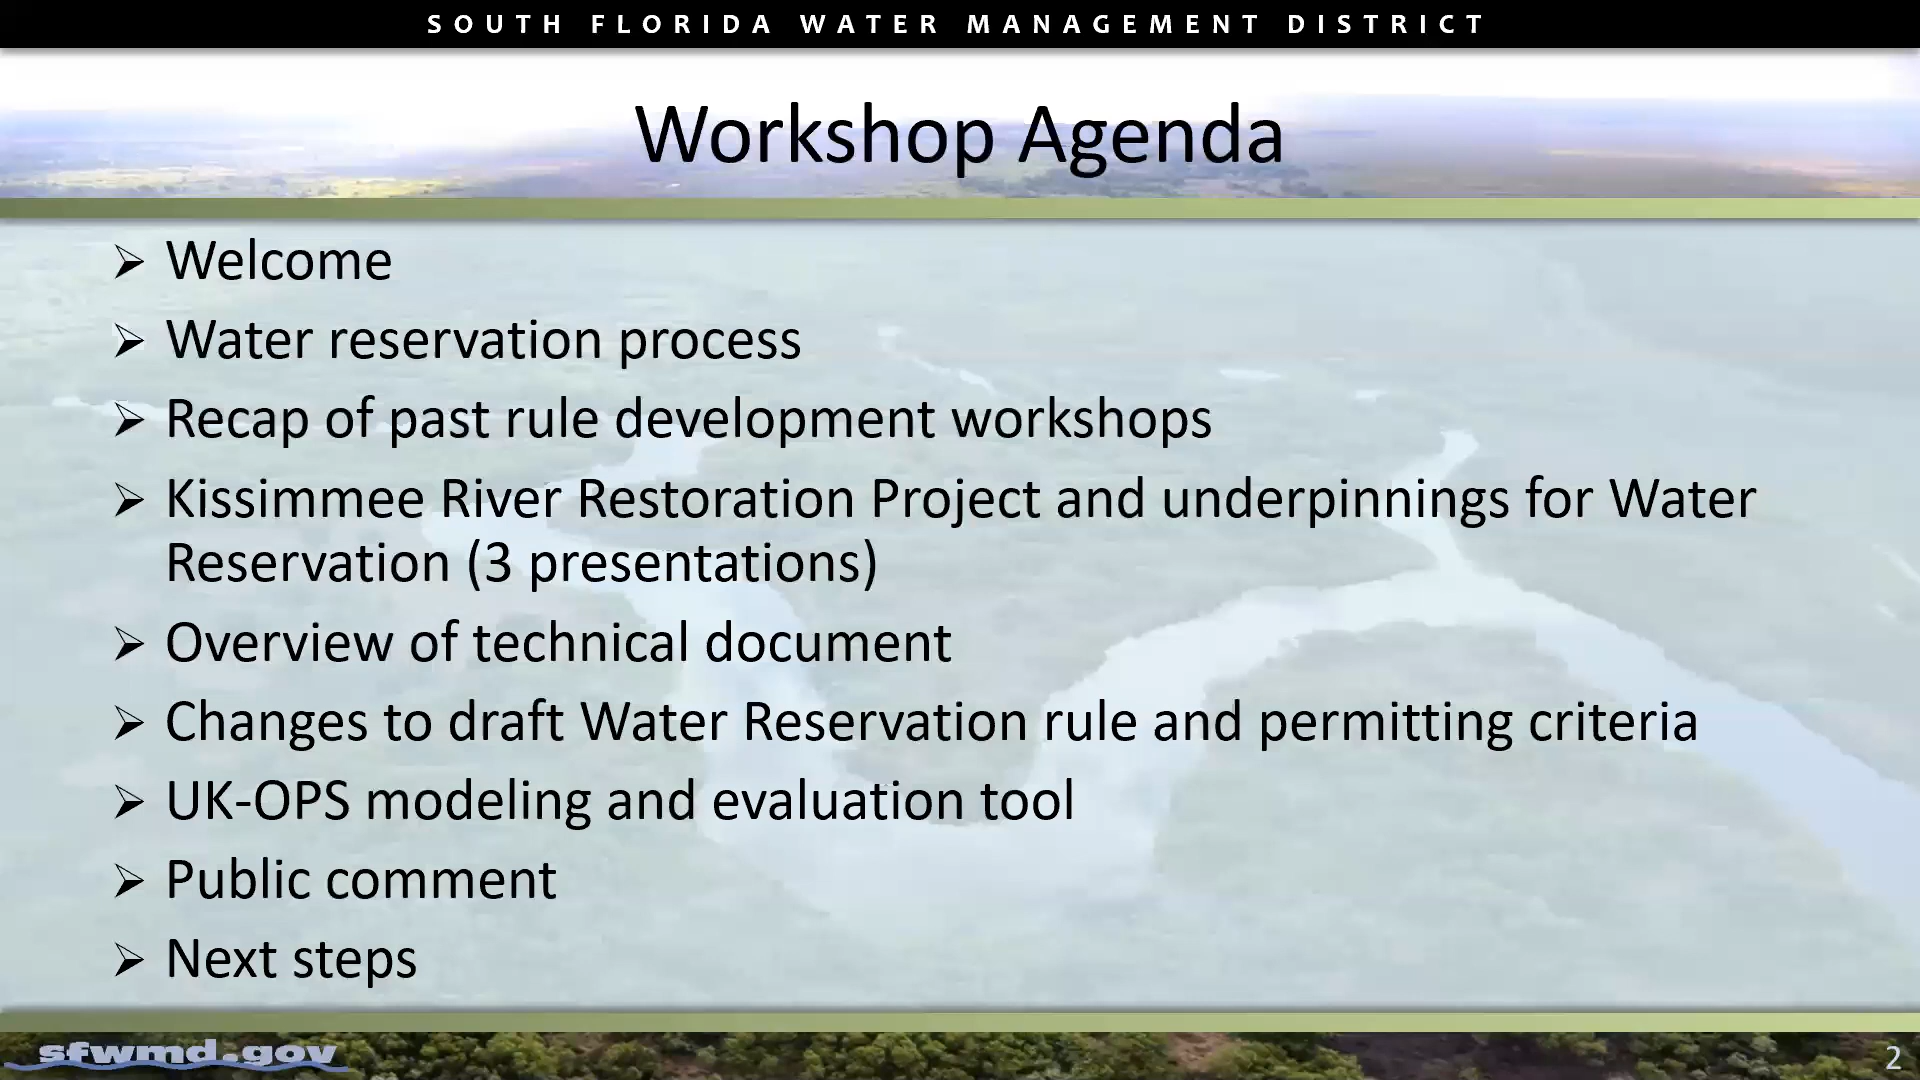 SOUTH FLORIDA WATER MANAGEMENT DISTRICT
Workshop Agenda
➢ Welcome
➢ Water reservation process
➢ Recap of past rule development workshops
➢ Kissimmee River Restoration Project and underpinnings for Water
Reservation (3 presentations)
➢ Overview of technical document
➢ Changes to draft Water Reservation rule and permitting criteria
➢ UK-OPS modeling and evaluation tool
➢ Public comment
➢ Next steps
sfwmd.gov
2